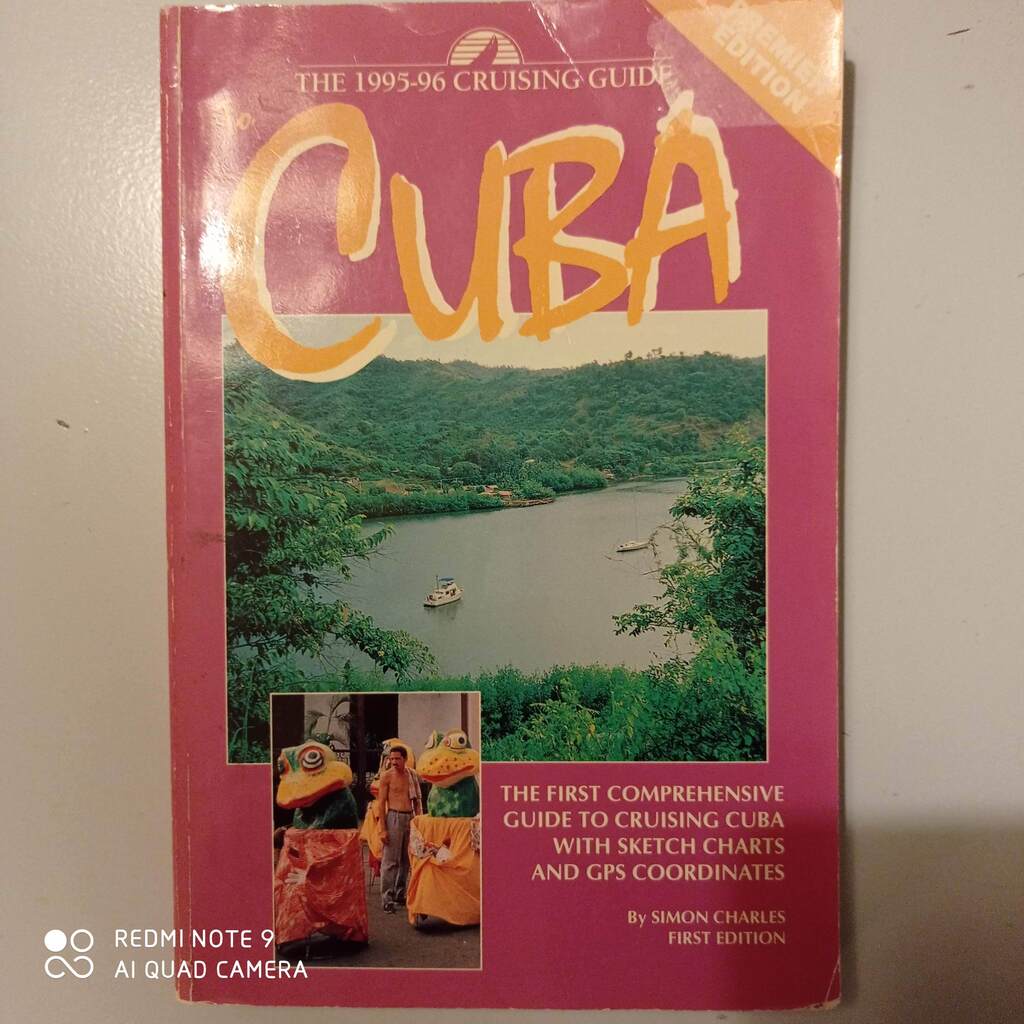 PREMIER
EDITION
THE 1995-96 CRUISING GUIDE
TO
CUBA
THE FIRST COMPREHENSIVE
GUIDE TO CRUISING CUBA
WITH SKETCH CHARTS
AND GPS COORDINATES
By SIMON CHARLES
FIRST EDITION
REDMI NOTE 9
AI QUAD CAMERA